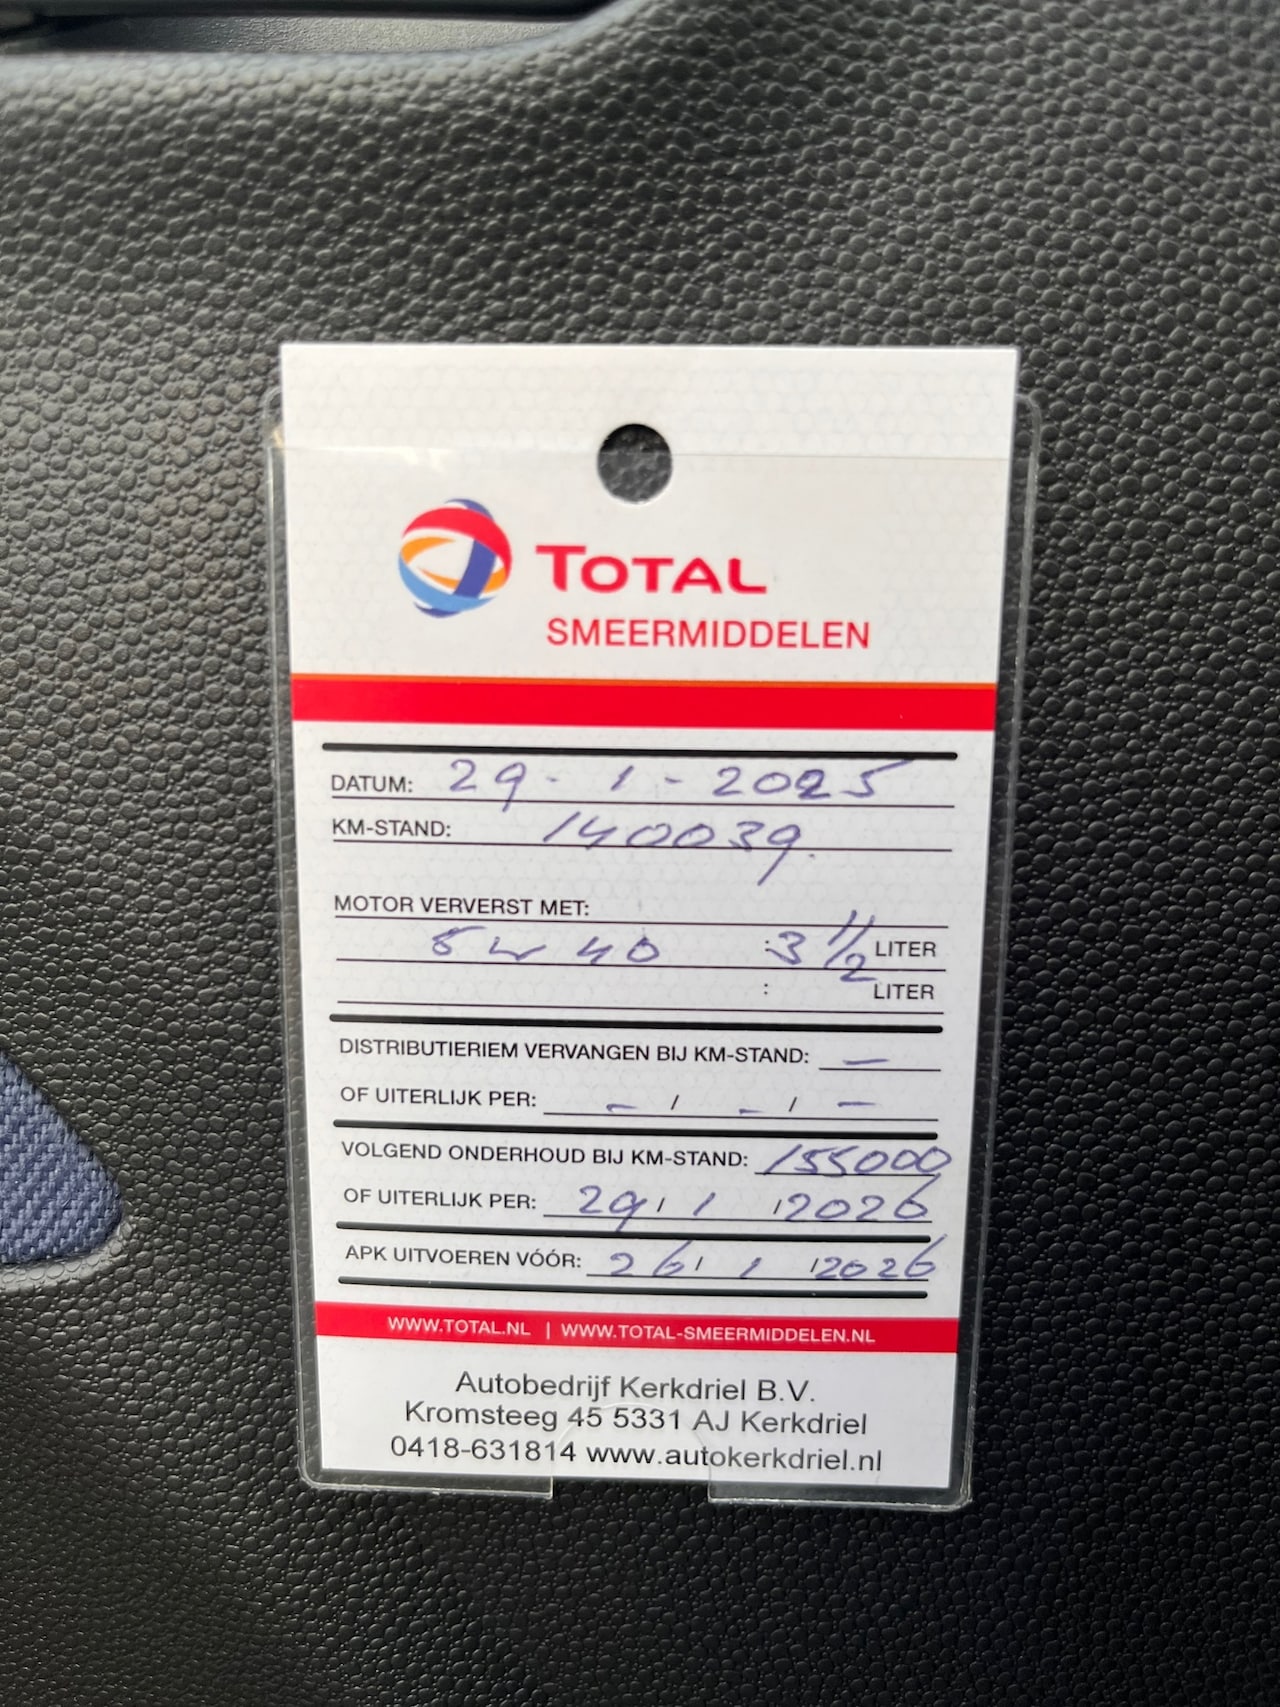 TOTAL
SMEERMIDDELEN
DATUM: 29-1-2025
KM-STAND: 140039.
MOTOR VERVERST MET:
5w40 :3 1/2 LITER
: LITER
DISTRIBUTIERIEM VERVANGEN BIJ KM-STAND: –
OF UITERLIJK PER: – / – / –
VOLGEND ONDERHOUD BIJ KM-STAND: 155000
OF UITERLIJK PER: 29/ 1 /2026
APK UITVOEREN VÓÓR: 26/ 1 /2026
WWW.TOTAL.NL | WWW.TOTAL-SMEERMIDDELEN.NL
Autobedrijf Kerkdriel B.V.
Kromsteeg 45 5331 AJ Kerkdriel
0418-631814 www.autokerkdriel.nl